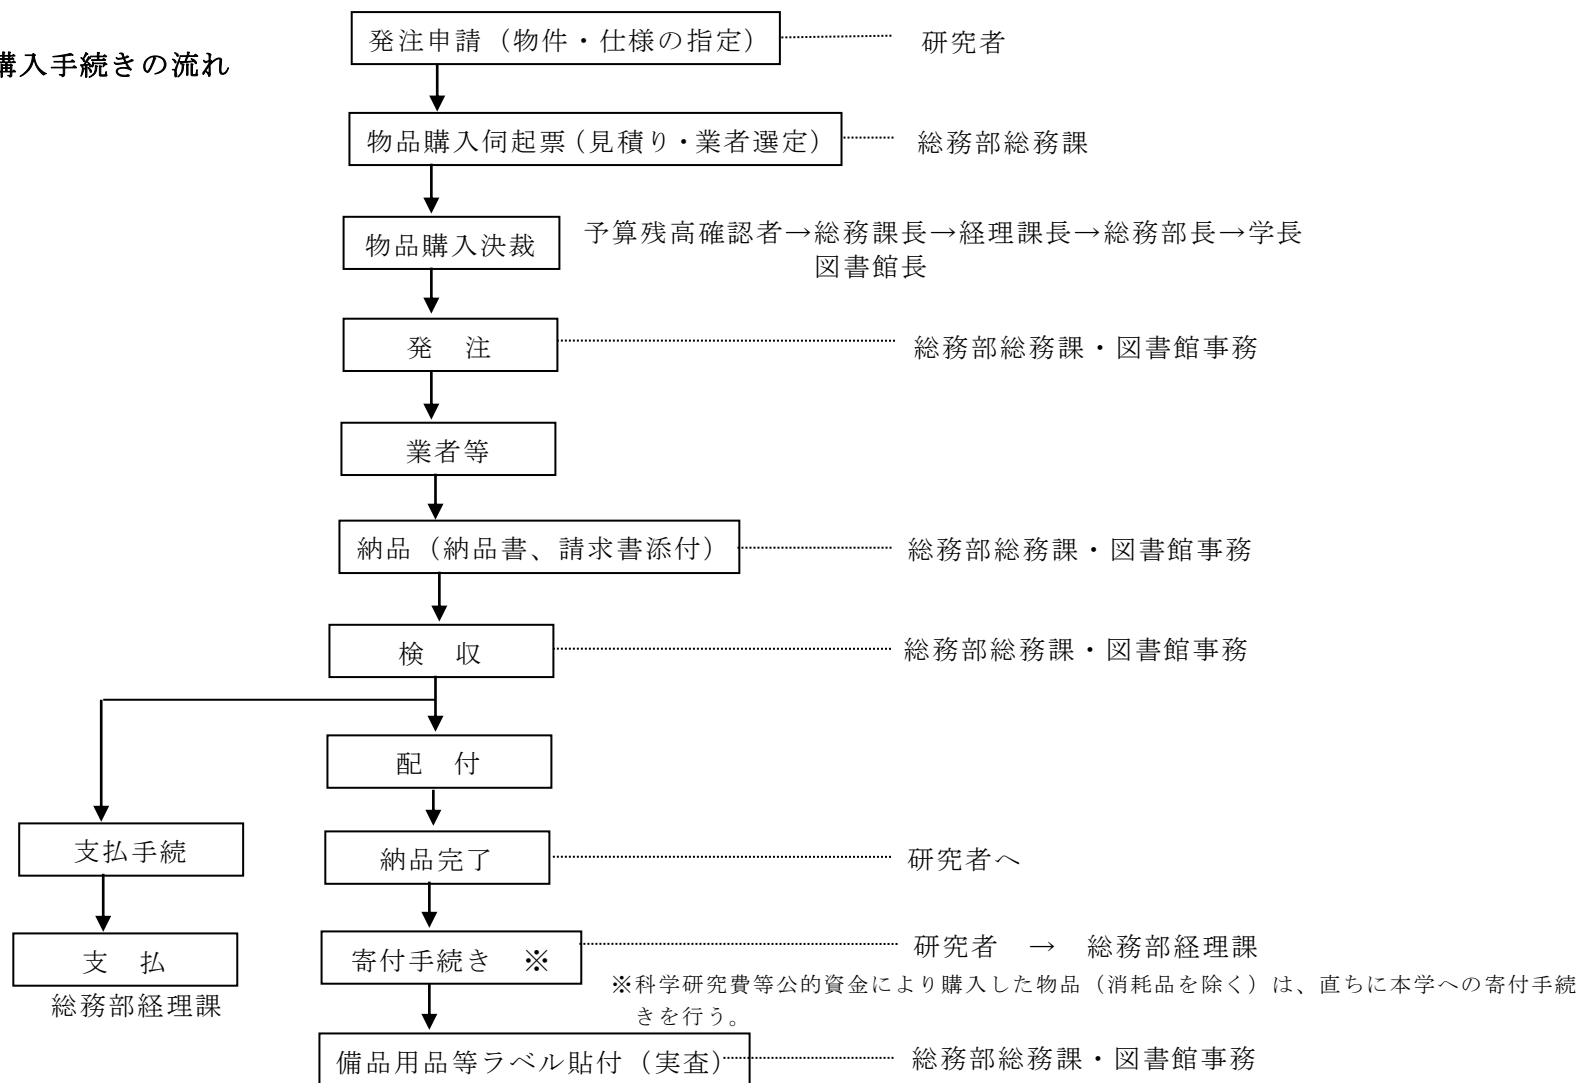 購入手続きの流れ
発注申請（物件・仕様の指定）
研究者
物品購入伺起票（見積り・業者選定）
総務部総務課
物品購入決裁
予算残高確認者→総務課長→経理課長→総務部長→学長
図書館長
発　注
総務部総務課・図書館事務
業者等
納品（納品書、請求書添付）
総務部総務課・図書館事務
検　収
総務部総務課・図書館事務
配　付
支払手続
納品完了
研究者へ
支　払
総務部経理課
寄付手続き　※
研究者　→　総務部経理課
※科学研究費等公的資金により購入した物品（消耗品を除く）は、直ちに本学への寄付手続
きを行う。
備品用品等ラベル貼付（実査）
総務部総務課・図書館事務